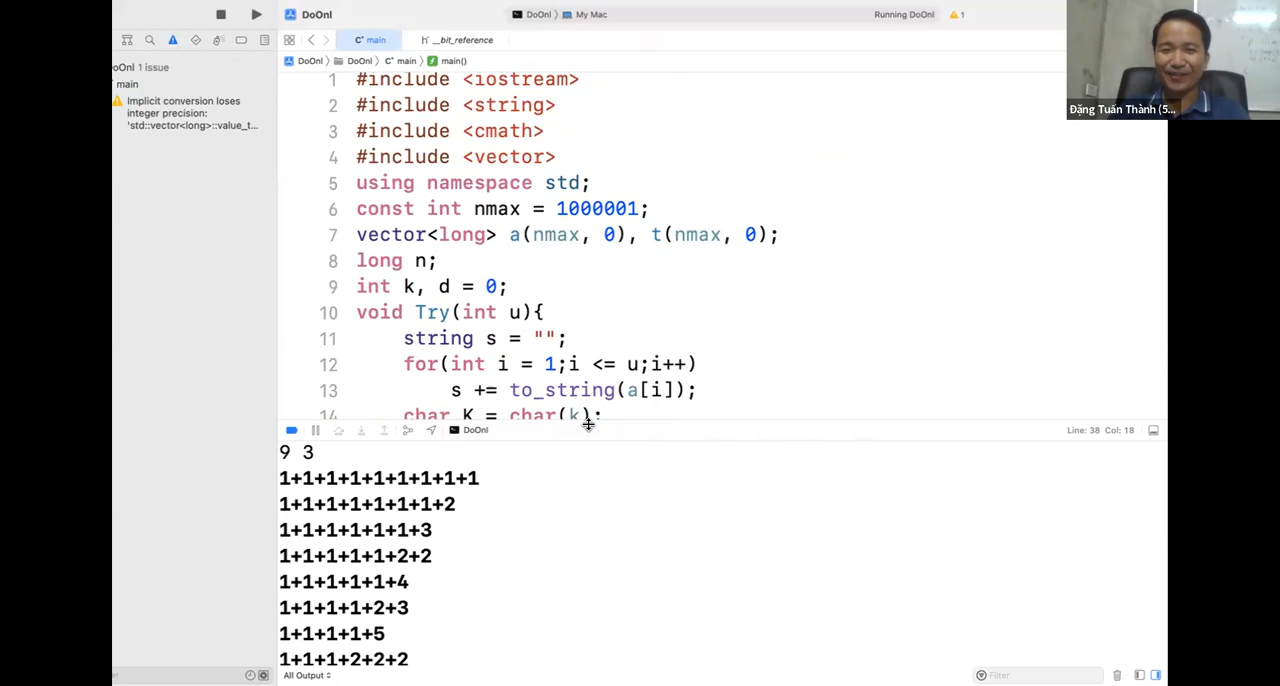 DoOnl
DoOnl 〉 My Mac
Running DoOnl
1
main
__bit_reference
DoOnl 1 issue
DoOnl 〉 DoOnl 〉 main 〉 main()
main
Implicit conversion loses
integer precision:
'std::vector<long>::value_t...
Đặng Tuấn Thành (5...
1 #include <iostream>
2 #include <string>
3 #include <cmath>
4 #include <vector>
5 using namespace std;
6 const int nmax = 1000001;
7 vector<long> a(nmax, 0), t(nmax, 0);
8 long n;
9 int k, d = 0;
10 void Try(int u){
11 string s = "";
12 for(int i = 1;i <= u;i++)
13 s += to_string(a[i]);
14 char K = char(k);
DoOnl
Line: 38 Col: 18
9 3
1+1+1+1+1+1+1+1+1
1+1+1+1+1+1+1+2
1+1+1+1+1+1+3
1+1+1+1+1+2+2
1+1+1+1+1+4
1+1+1+1+2+3
1+1+1+1+5
1+1+1+2+2+2
All Output
Filter